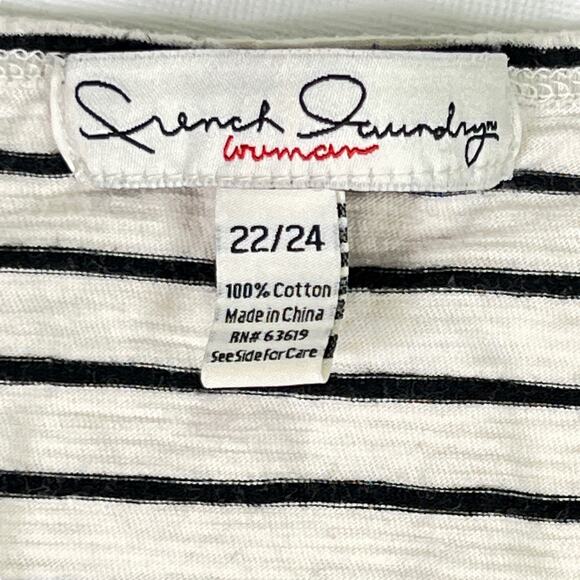 French Laundry™
woman
22/24
100% Cotton
Made in China
RN# 63619
See Side For Care